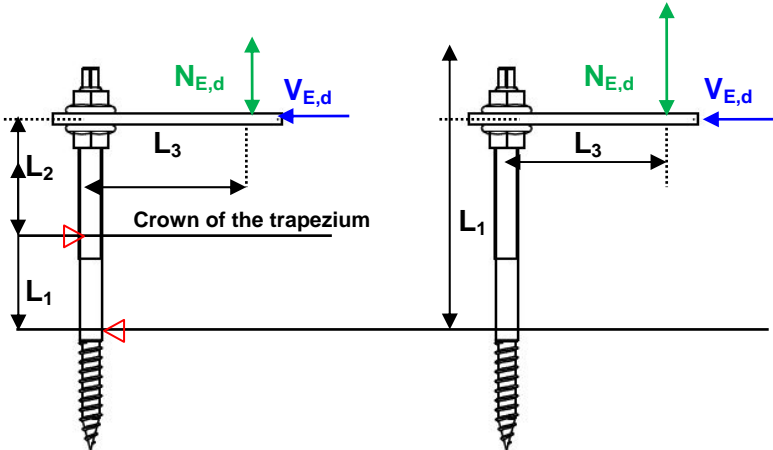 N_E,d
V_E,d
L_3
L_2
Crown of the trapezium
L_1
N_E,d
V_E,d
L_3
L_1